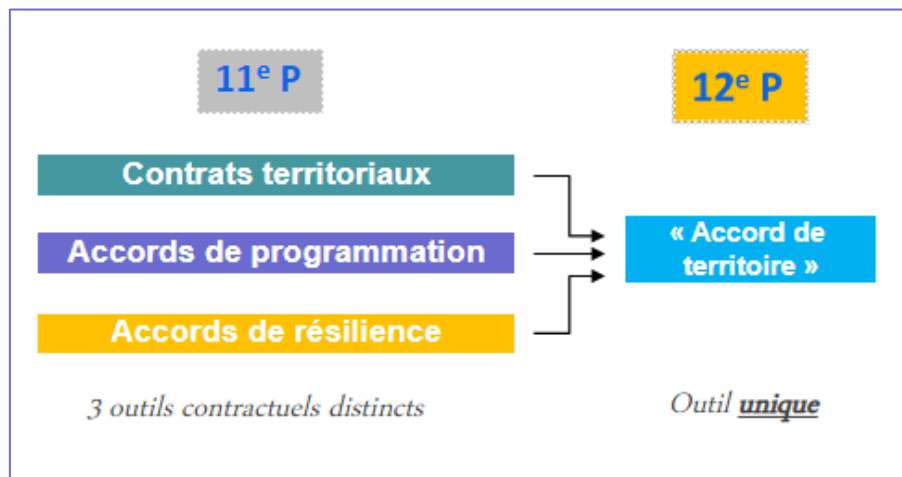 11e P
12e P
Contrats territoriaux
Accords de programmation
Accords de résilience
« Accord de
territoire »
3 outils contractuels distincts
Outil unique